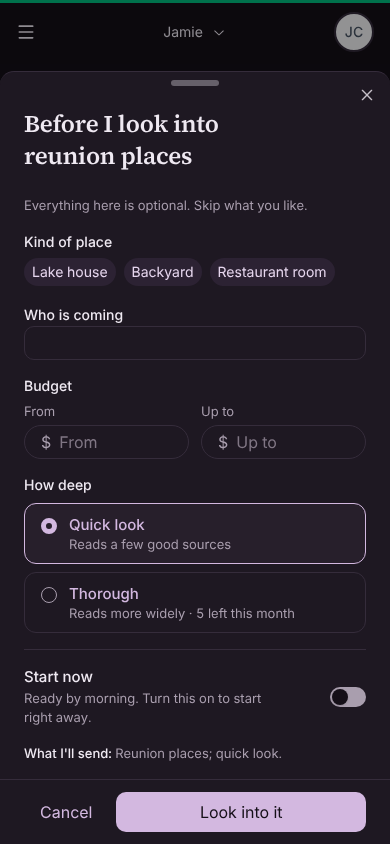 Jamie
JC
Before I look into
reunion places
Everything here is optional. Skip what you like.
Kind of place
Lake house Backyard Restaurant room
Who is coming
Budget
From Up to
$ From $ Up to
How deep
Quick look
Reads a few good sources
Thorough
Reads more widely · 5 left this month
Start now
Ready by morning. Turn this on to start
right away.
What I'll send: Reunion places; quick look.
Cancel Look into it